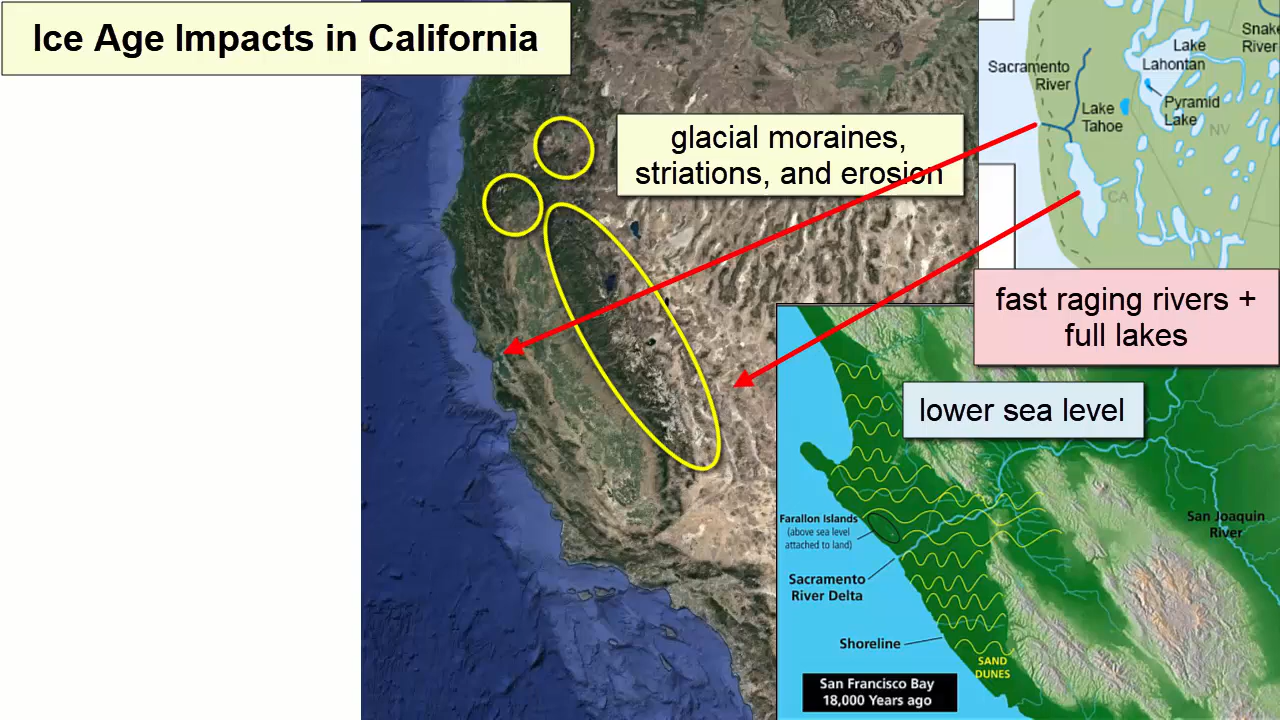 Ice Age Impacts in California
glacial moraines,
striations, and erosion
Sacramento
River
Lake
Lahontan
Snake
River
Lake
Tahoe
Pyramid
Lake
NV
CA
fast raging rivers +
full lakes
lower sea level
Farallon Islands
(above sea level
attached to land)
San Joaquin
River
Sacramento
River Delta
Shoreline
SAND
DUNES
San Francisco Bay
18,000 Years ago